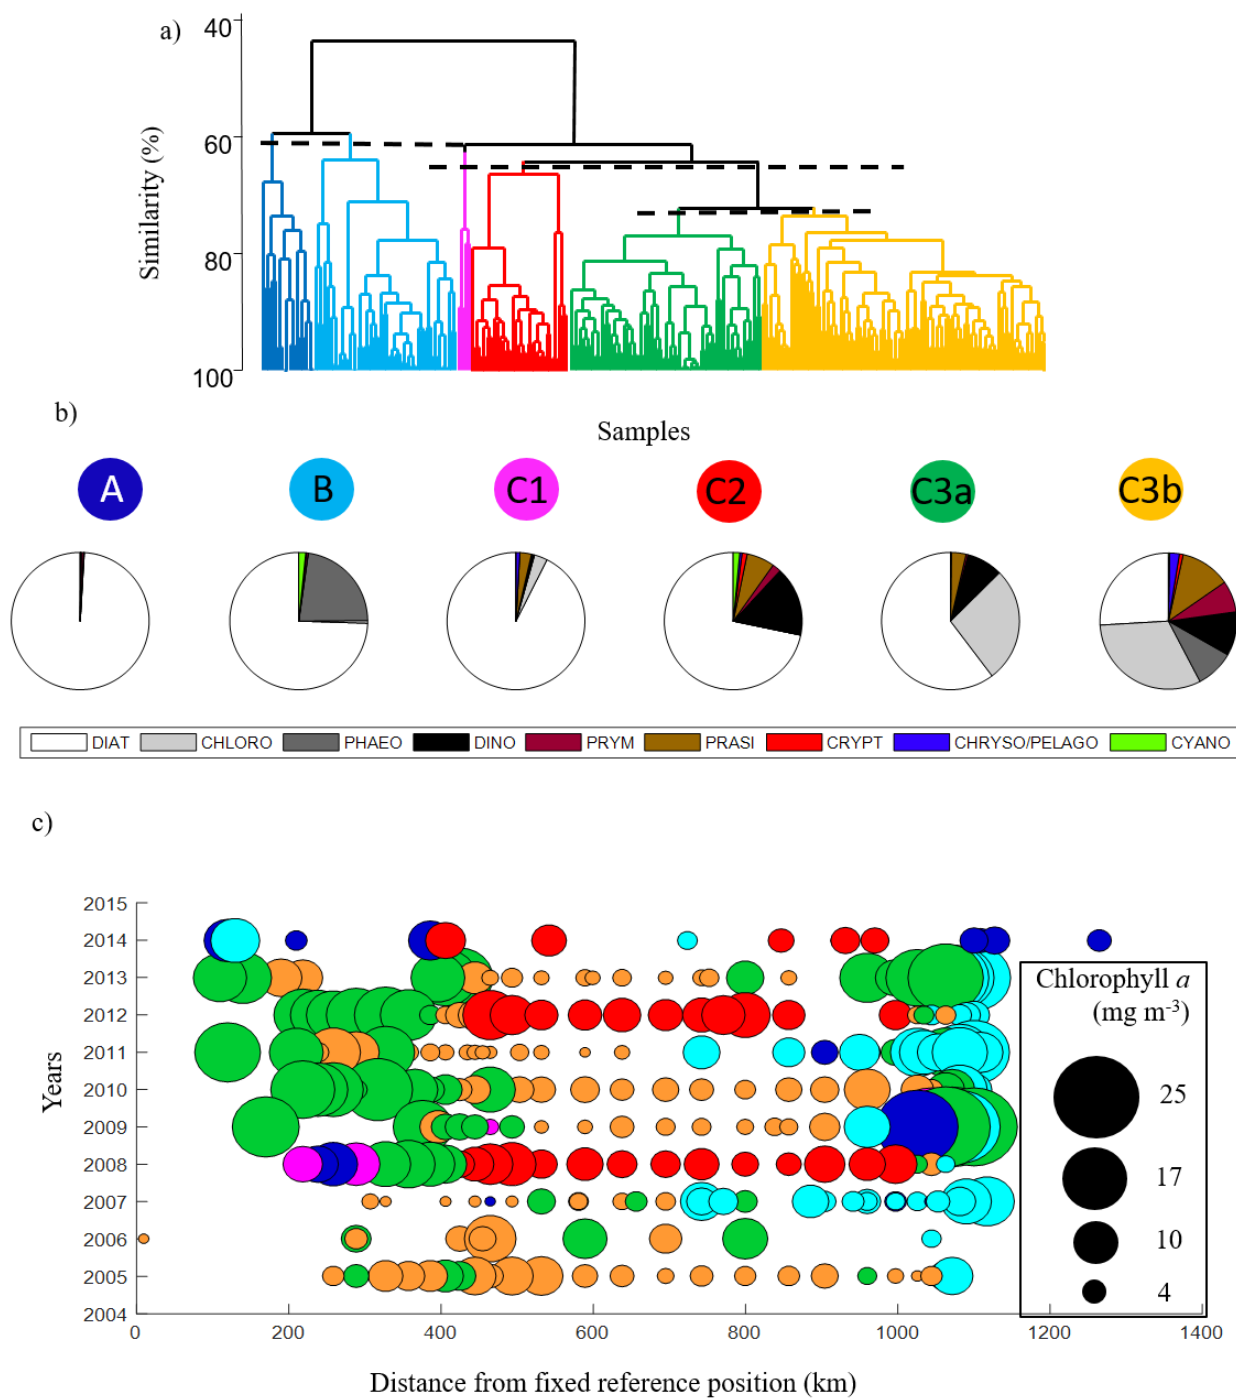 a)
40
60
80
100
Similarity (%)
Samples
b)
A B C1 C2 C3a C3b
DIAT CHLORO PHAEO DINO PRYM PRASI CRYPT CHRYSO/PELAGO CYANO
c)
Years
2015
2014
2013
2012
2011
2010
2009
2008
2007
2006
2005
2004
Chlorophyll a
(mg m-3)
25
17
10
4
0 200 400 600 800 1000 1200 1400
Distance from fixed reference position (km)